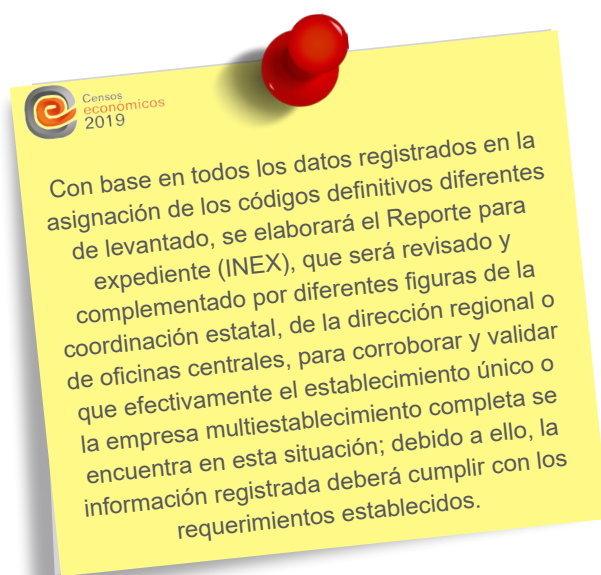 Censos
económicos
2019
Con base en todos los datos registrados en la
asignación de los códigos definitivos diferentes
de levantado, se elaborará el Reporte para
expediente (INEX), que será revisado y
complementado por diferentes figuras de la
coordinación estatal, de la dirección regional o
de oficinas centrales, para corroborar y validar
que efectivamente el establecimiento único o
la empresa multiestablecimiento completa se
encuentra en esta situación; debido a ello, la
información registrada deberá cumplir con los
requerimientos establecidos.